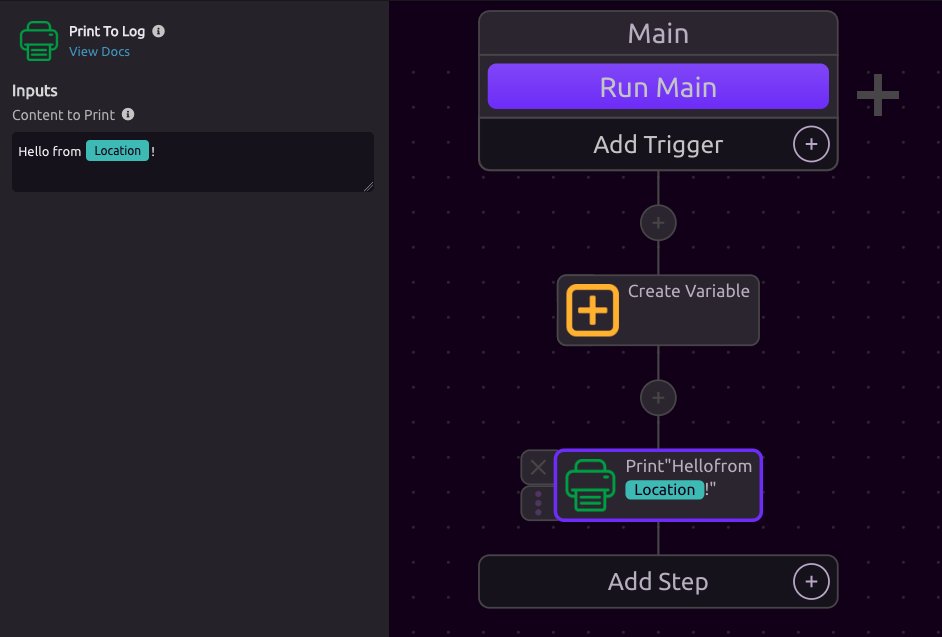 Print To Log
View Docs
Inputs
Content to Print
Hello from Location !
Main
Run Main
Add Trigger
Create Variable
Print"Hellofrom
Location!"
Add Step